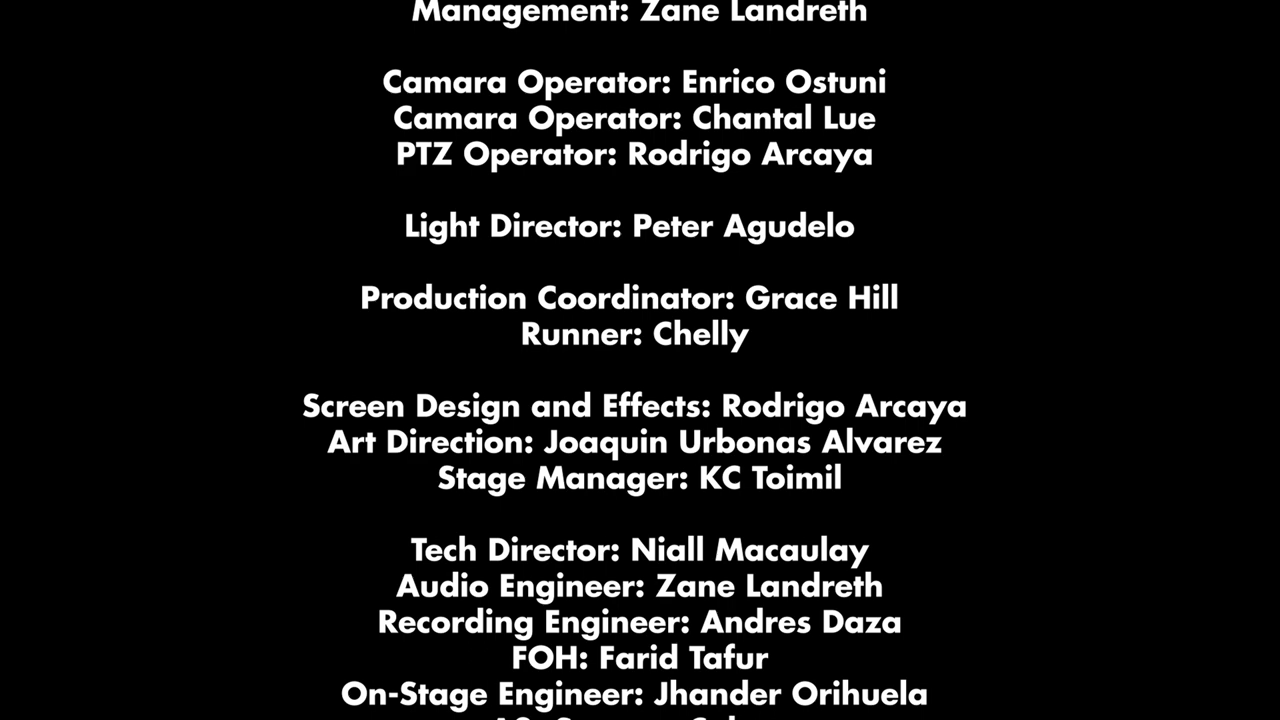 Management: Zane Landreth
Camara Operator: Enrico Ostuni
Camara Operator: Chantal Lue
PTZ Operator: Rodrigo Arcaya
Light Director: Peter Agudelo
Production Coordinator: Grace Hill
Runner: Chelly
Screen Design and Effects: Rodrigo Arcaya
Art Direction: Joaquin Urbonas Alvarez
Stage Manager: KC Toimil
Tech Director: Niall Macaulay
Audio Engineer: Zane Landreth
Recording Engineer: Andres Daza
FOH: Farid Tafur
On-Stage Engineer: Jhander Orihuela